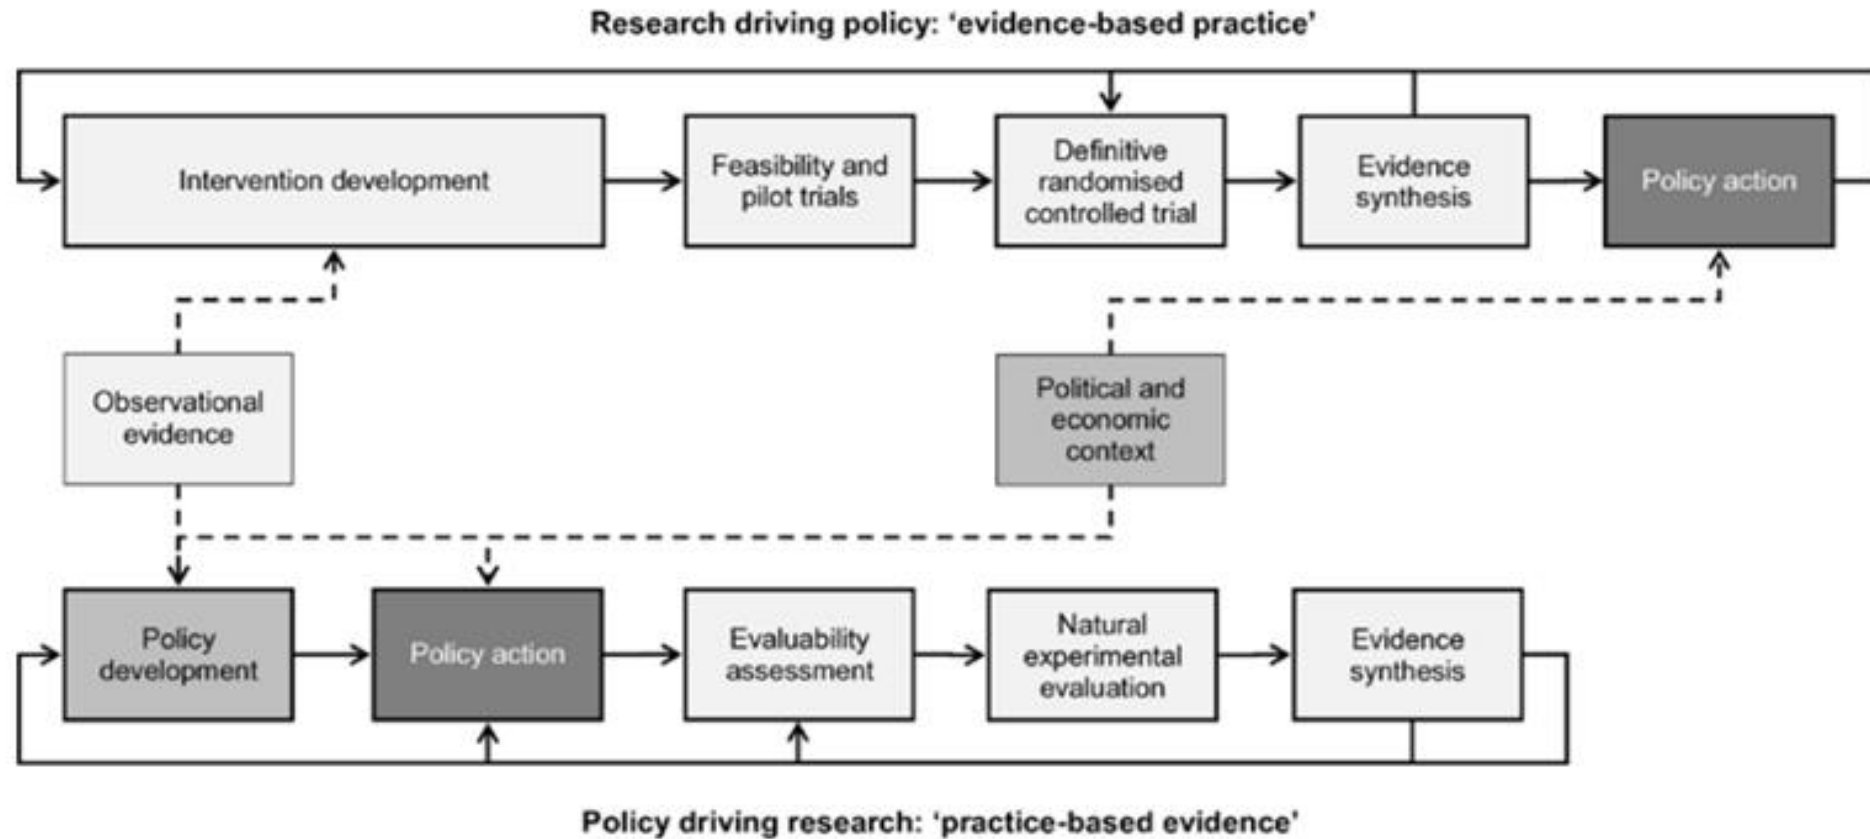 Research driving policy: ‘evidence-based practice’
Intervention development
Feasibility and
pilot trials
Definitive
randomised
controlled trial
Evidence
synthesis
Policy action
Observational
evidence
Political and
economic
context
Policy
development
Policy action
Evaluability
assessment
Natural
experimental
evaluation
Evidence
synthesis
Policy driving research: ‘practice-based evidence’